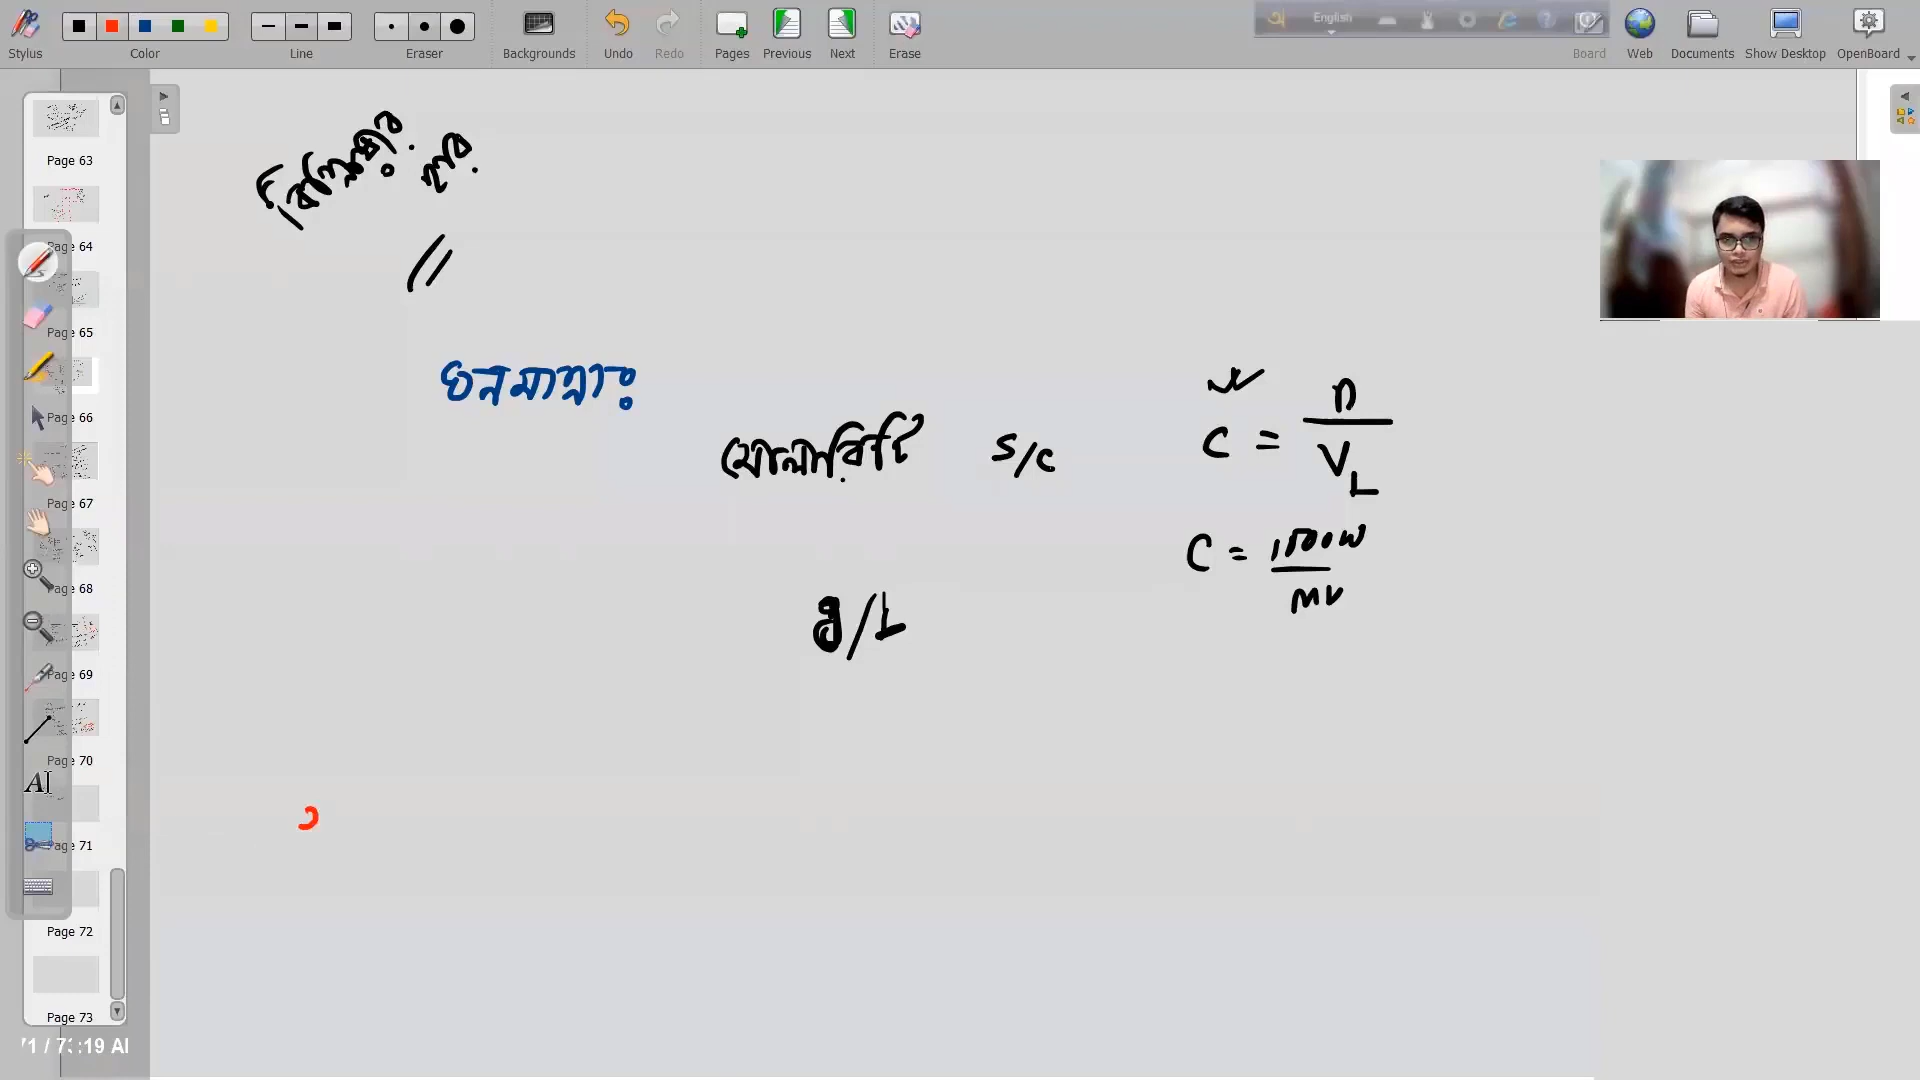 Stylus
Color
Line
Eraser
Backgrounds
Undo
Redo
Pages
Previous
Next
Erase
English
Board
Web
Documents
Show Desktop
OpenBoard
Page 63
Page 64
Page 65
Page 66
Page 67
Page 68
Page 69
Page 70
Page 71
Page 72
Page 73
ঘনমাত্রাঃ
মোলারিটি S/C
C = n / V_L
C = 1000W / MV
g/L